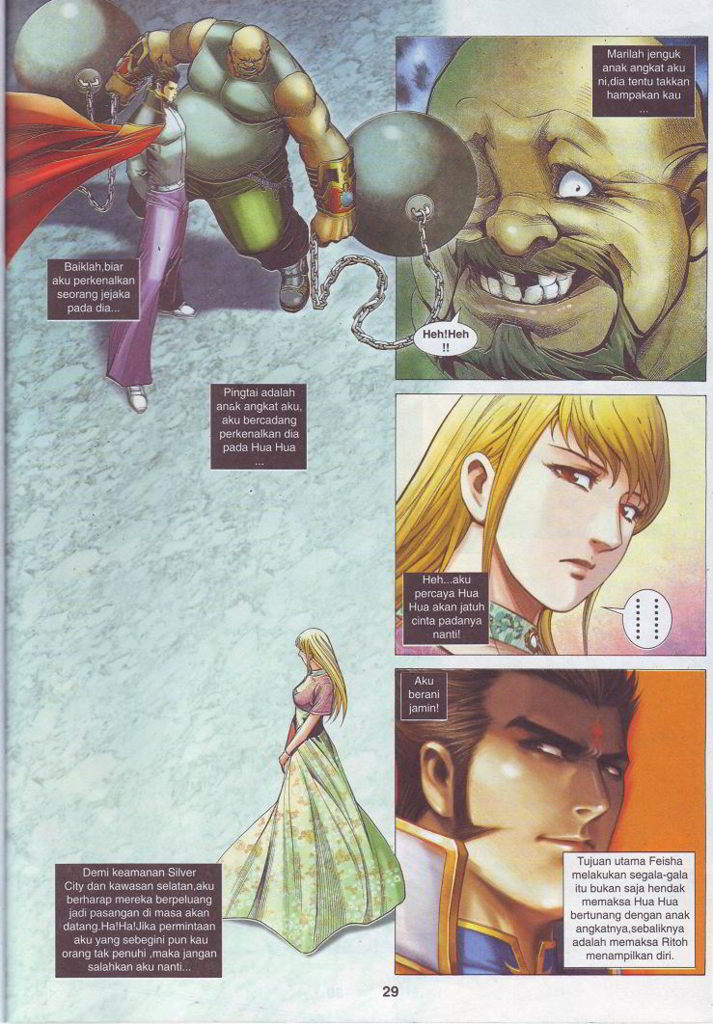 Baiklah,biar
aku perkenalkan
seorang jejaka
pada dia...
Pingtai adalah
anak angkat aku,
aku bercadang
perkenalkan dia
pada Hua Hua
...
Marilah jenguk
anak angkat aku
ni,dia tentu takkan
hampakan kau
...
Heh!Heh
!!
Heh...aku
percaya Hua
Hua akan jatuh
cinta padanya
nanti!
Aku
berani
jamin!
Demi keamanan Silver
City dan kawasan selatan,aku
berharap mereka berpeluang
jadi pasangan di masa akan
datang.Ha!Ha!Jika permintaan
aku yang sebegini pun kau
orang tak penuhi ,maka jangan
salahkan aku nanti...
Tujuan utama Feisha
melakukan segala-gala
itu bukan saja hendak
memaksa Hua Hua
bertunang dengan anak
angkatnya,sebaliknya
adalah memaksa Ritoh
menampilkan diri.
29